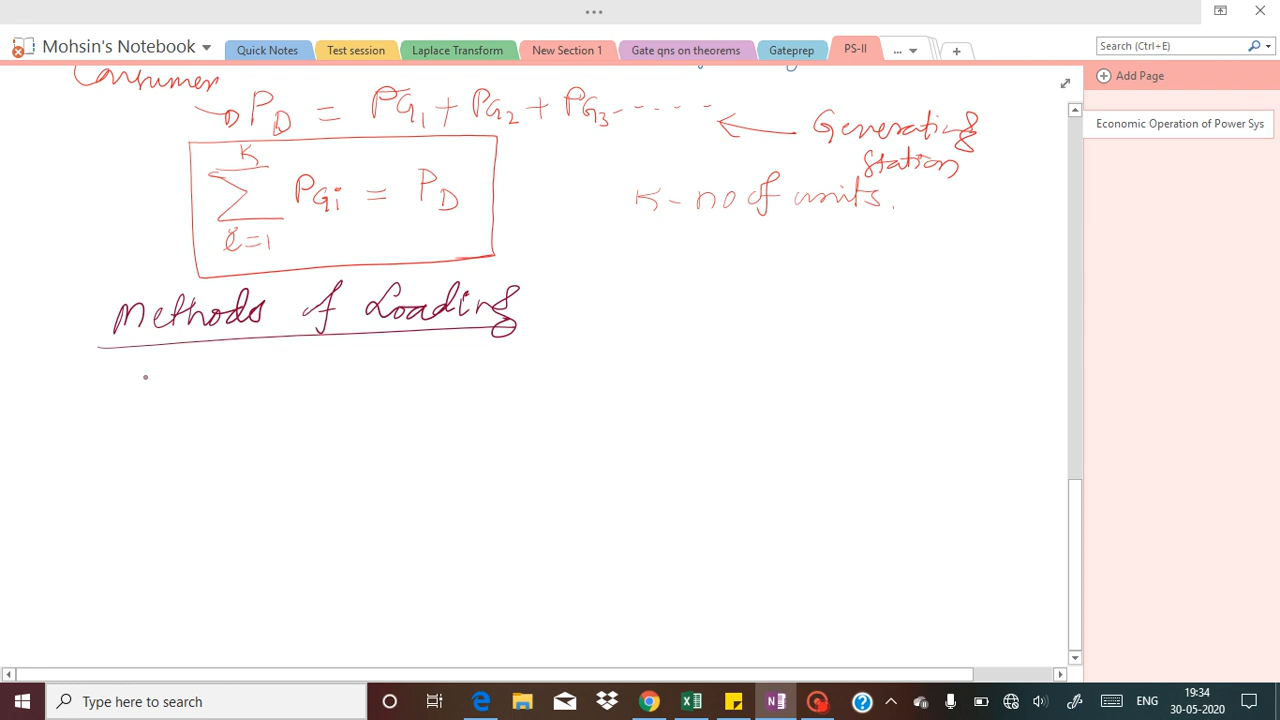 Mohsin's Notebook
Quick Notes
Test session
Laplace Transform
New Section 1
Gate qns on theorems
Gateprep
PS-II
...
Search (Ctrl+E)
Add Page
Economic Operation of Power Sys
Consumer
PD = PG1 + PG2 + PG3 - - - - - -
Generating
Station
K
∑ PGi = PD
i=1
K - no of units.
Methods of Loading
Type here to search
ENG
19:34
30-05-2020